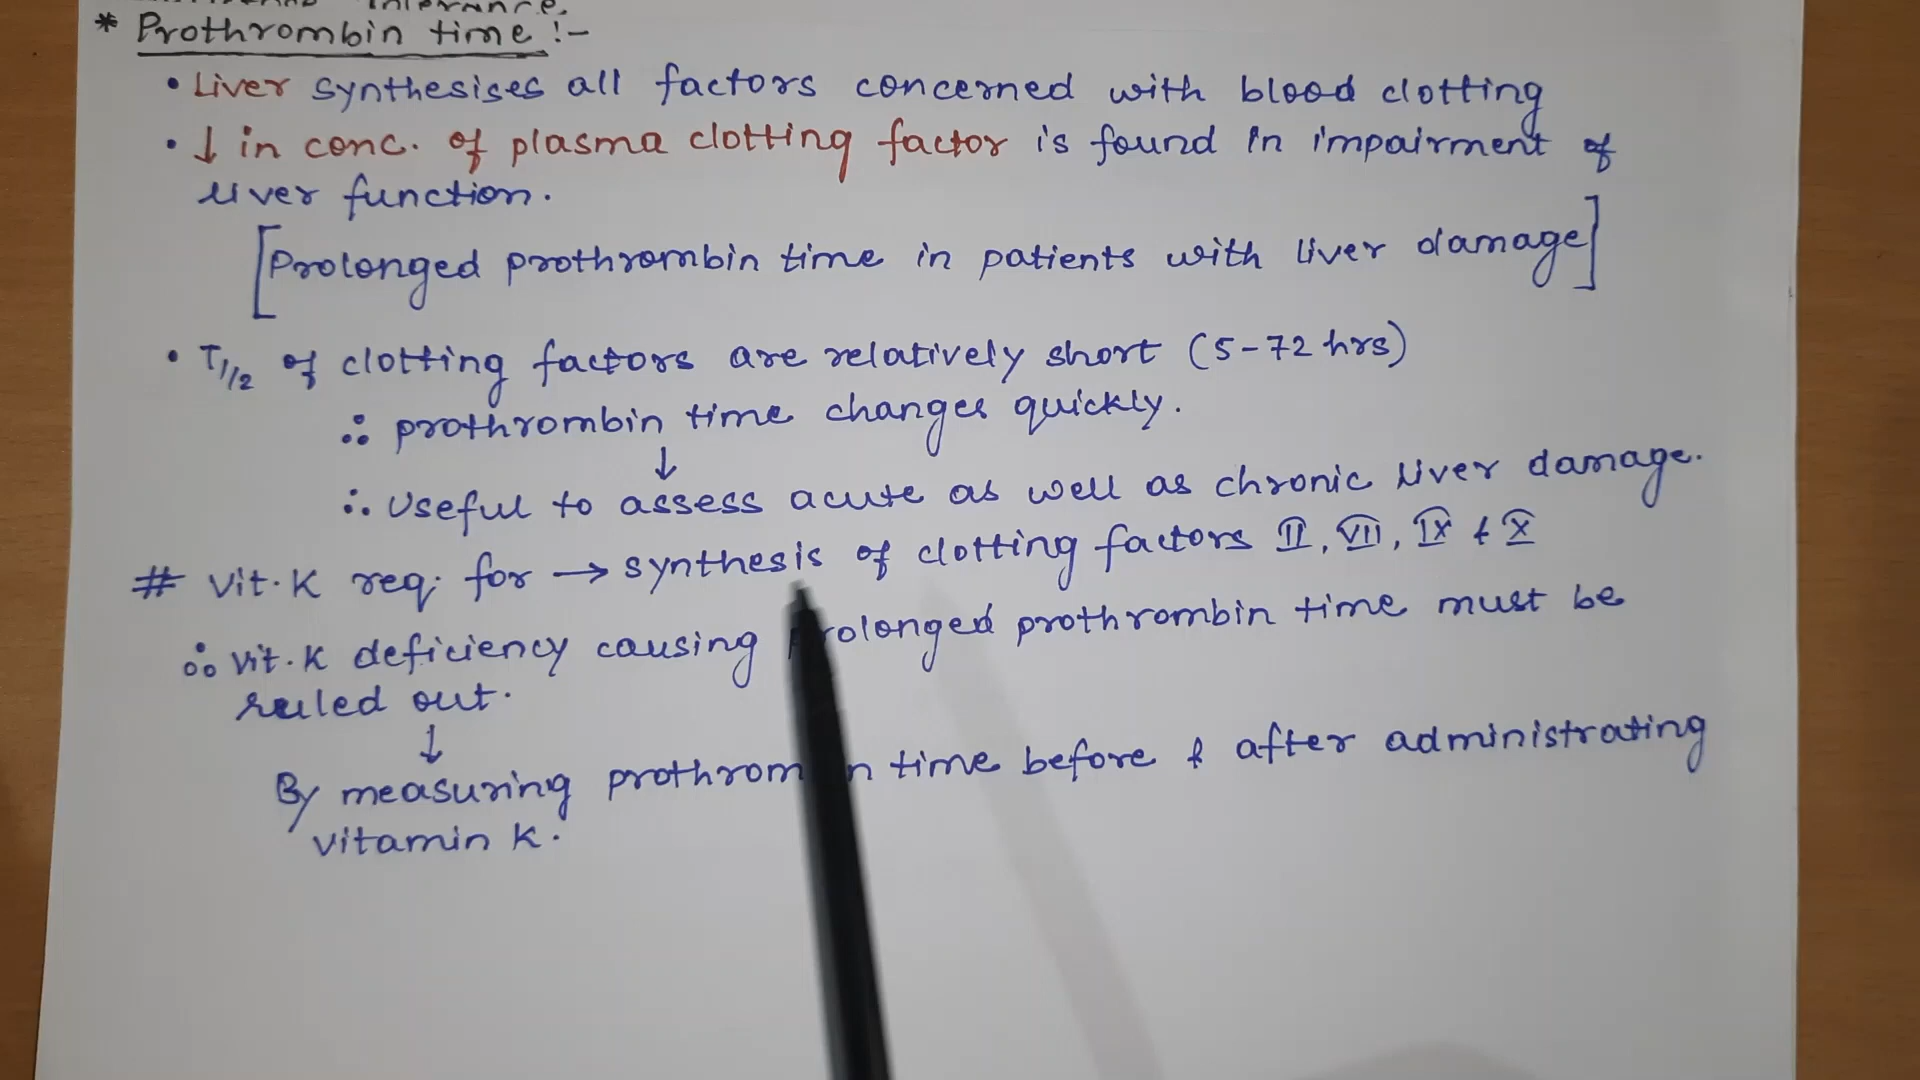 * Prothrombin time :-
• Liver synthesises all factors concerned with blood clotting
• ↓ in conc. of plasma clotting factor is found in impairment of
liver function.
[Prolonged prothrombin time in patients with liver damage]
• T1/2 of clotting factors are relatively short (5-72 hrs)
∴ prothrombin time changes quickly.
↓
∴ Useful to assess acute as well as chronic liver damage.
# Vit. K req. for → synthesis of clotting factors II, VII, IX & X
∴ Vit. K deficiency causing prolonged prothrombin time must be
ruled out.
↓
By measuring prothrom n time before & after administrating
vitamin K.